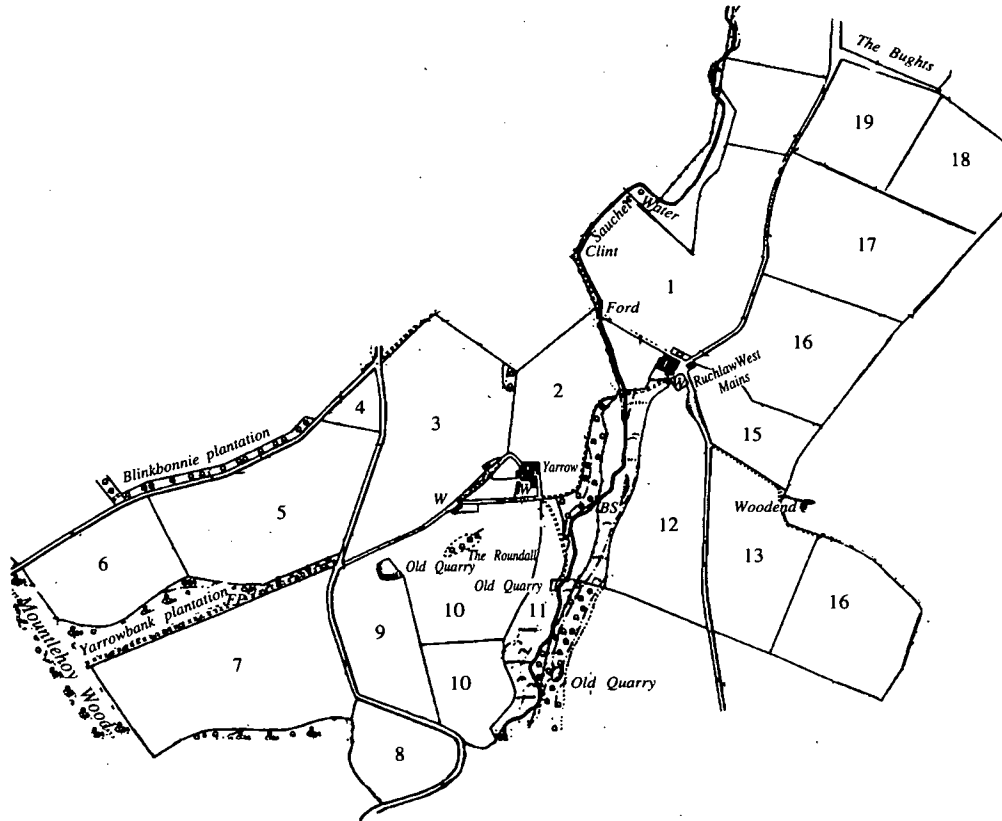 The Bughts
19
18
Sauchet Water
17
Clint
1
Ford
16
Ruchlaw West
Mains
2
4
3
15
Blinkbonnie plantation
Yarrow
W
W
5
BS
Woodend
12
6
The Roundall
13
Old Quarry
Old Quarry
FP
Yarrowbank plantation
16
10
11
9
Mountlehoy Wood
7
10
Old Quarry
8